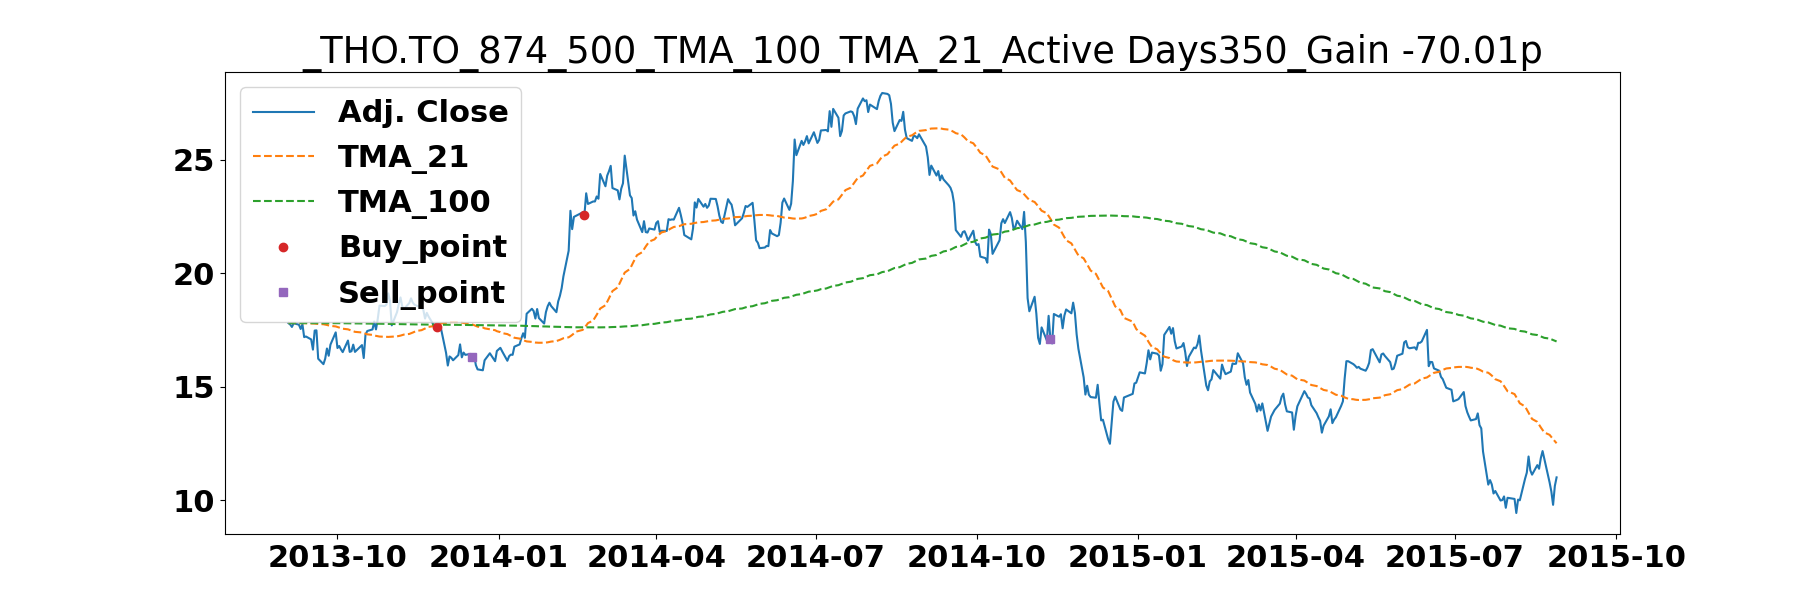 _THO.TO_874_500_TMA_100_TMA_21_Active Days350_Gain -70.01p
Adj. Close
TMA_21
TMA_100
Buy_point
Sell_point
25
20
15
10
2013-10 2014-01 2014-04 2014-07 2014-10 2015-01 2015-04 2015-07 2015-10